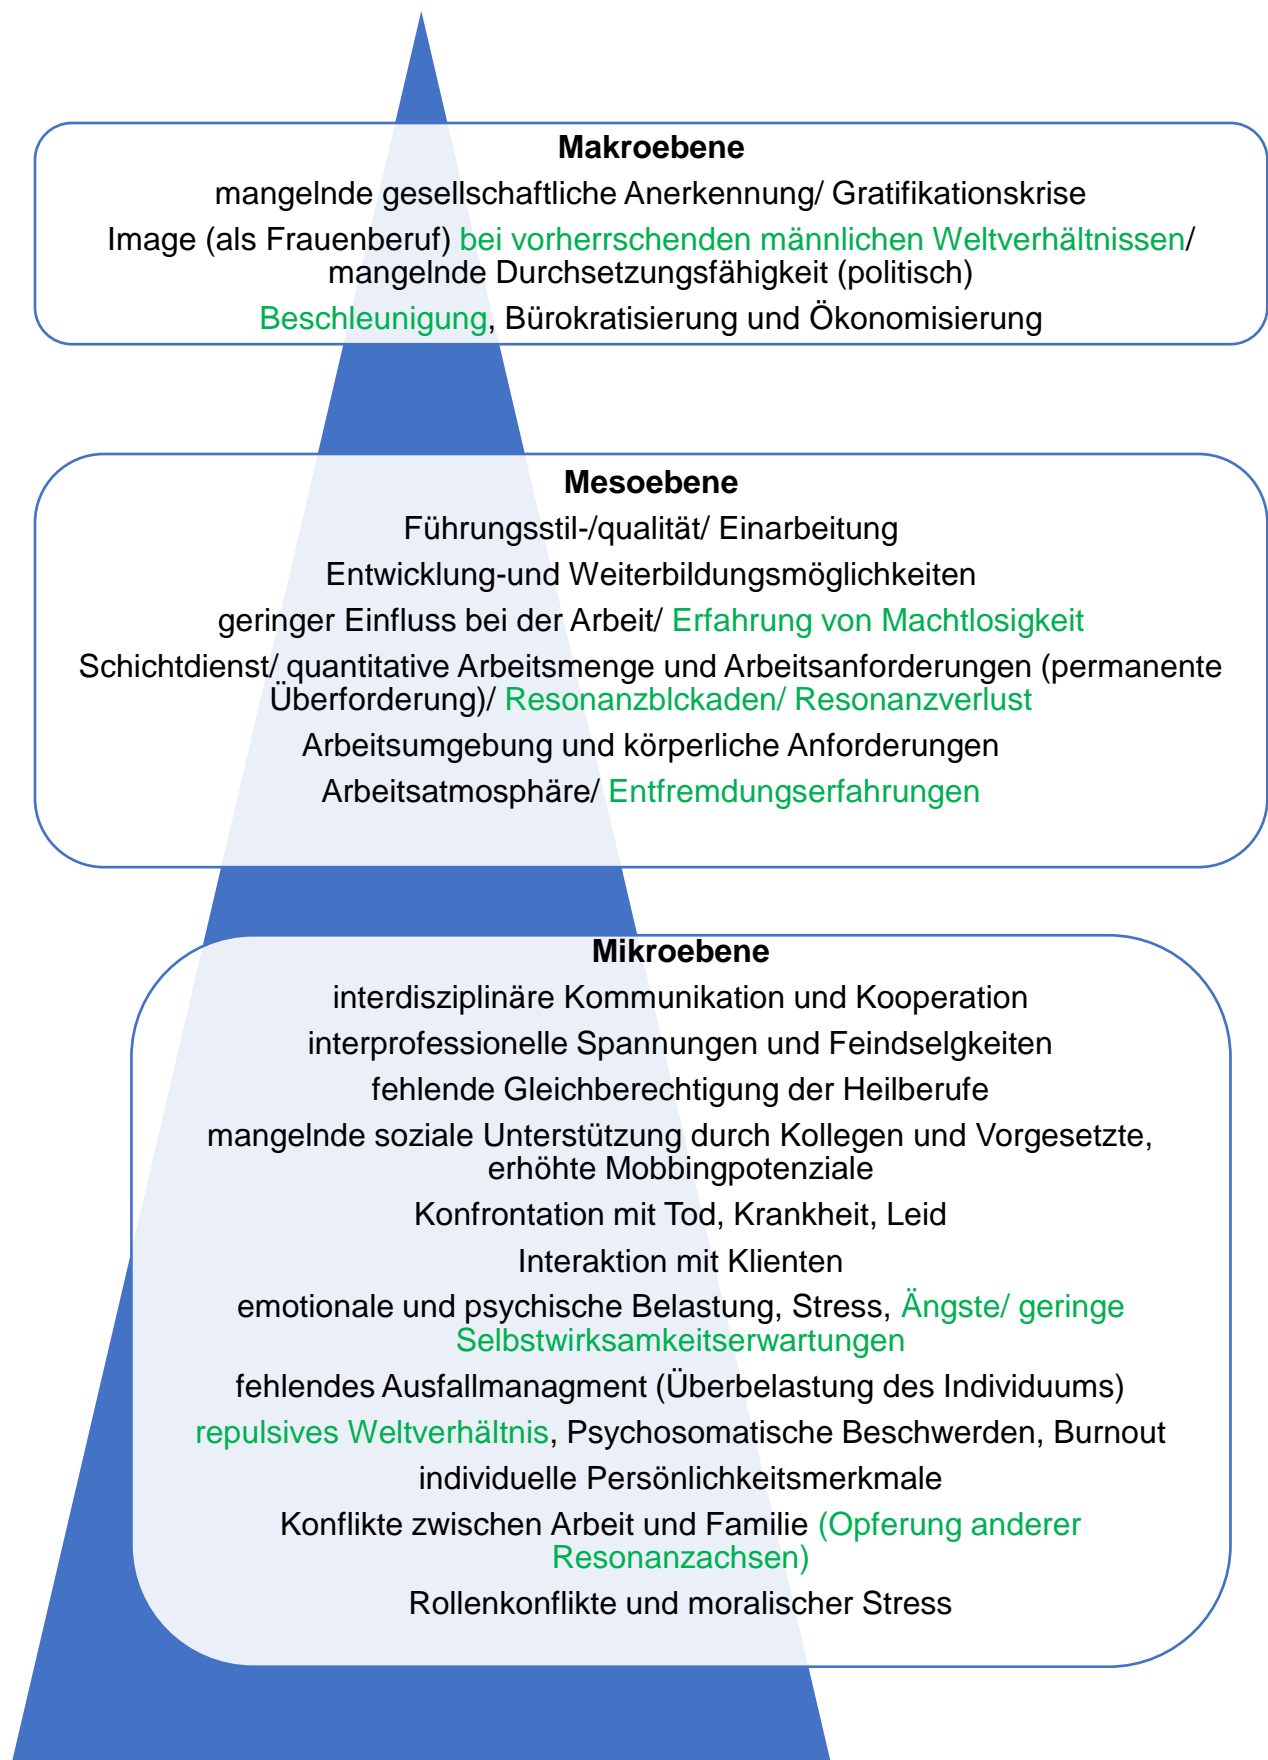 Makroebene
mangelnde gesellschaftliche Anerkennung/ Gratifikationskrise
Image (als Frauenberuf) bei vorherrschenden männlichen Weltverhältnissen/
mangelnde Durchsetzungsfähigkeit (politisch)
Beschleunigung, Bürokratisierung und Ökonomisierung
Mesoebene
Führungsstil-/qualität/ Einarbeitung
Entwicklung-und Weiterbildungsmöglichkeiten
geringer Einfluss bei der Arbeit/ Erfahrung von Machtlosigkeit
Schichtdienst/ quantitative Arbeitsmenge und Arbeitsanforderungen (permanente
Überforderung)/ Resonanzblckaden/ Resonanzverlust
Arbeitsumgebung und körperliche Anforderungen
Arbeitsatmosphäre/ Entfremdungserfahrungen
Mikroebene
interdisziplinäre Kommunikation und Kooperation
interprofessionelle Spannungen und Feindselgkeiten
fehlende Gleichberechtigung der Heilberufe
mangelnde soziale Unterstützung durch Kollegen und Vorgesetzte,
erhöhte Mobbingpotenziale
Konfrontation mit Tod, Krankheit, Leid
Interaktion mit Klienten
emotionale und psychische Belastung, Stress, Ängste/ geringe
Selbstwirksamkeitserwartungen
fehlendes Ausfallmanagment (Überbelastung des Individuums)
repulsives Weltverhältnis, Psychosomatische Beschwerden, Burnout
individuelle Persönlichkeitsmerkmale
Konflikte zwischen Arbeit und Familie (Opferung anderer
Resonanzachsen)
Rollenkonflikte und moralischer Stress